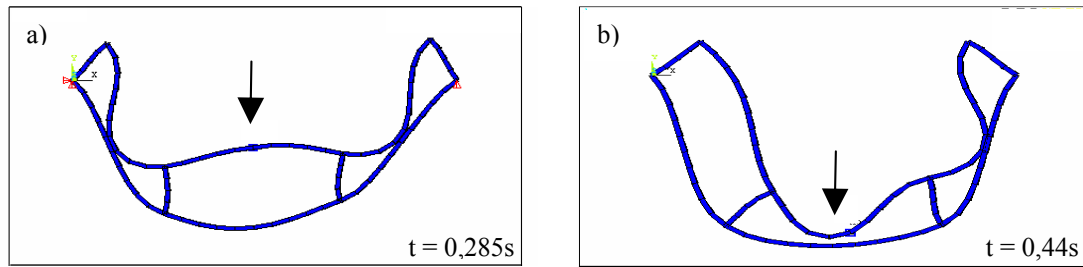 a)
Y
X
t = 0,285s
b)
X
t = 0,44s